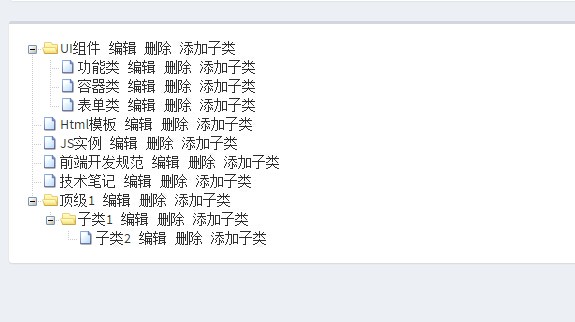 UI组件 编辑 删除 添加子类
功能类 编辑 删除 添加子类
容器类 编辑 删除 添加子类
表单类 编辑 删除 添加子类
Html模板 编辑 删除 添加子类
JS实例 编辑 删除 添加子类
前端开发规范 编辑 删除 添加子类
技术笔记 编辑 删除 添加子类
顶级1 编辑 删除 添加子类
子类1 编辑 删除 添加子类
子类2 编辑 删除 添加子类